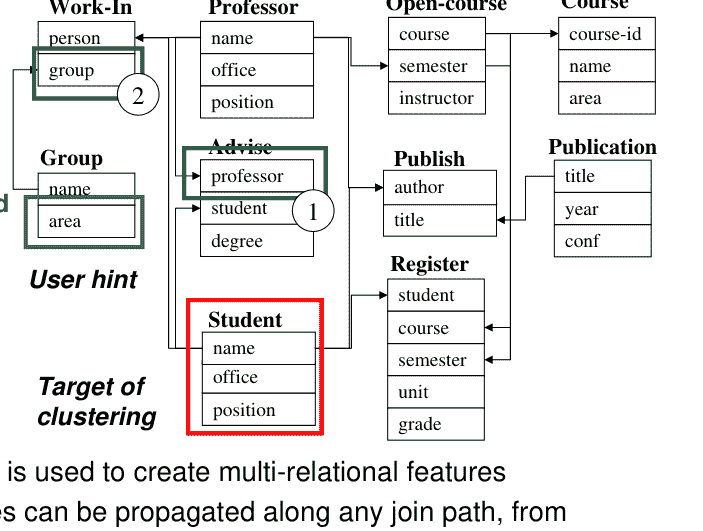 Work-In
person
group
2
Professor
name
office
position
Open-course
course
semester
instructor
Course
course-id
name
area
Group
name
area
User hint
Advise
professor
student
degree
1
Publish
author
title
Publication
title
year
conf
Register
student
course
semester
unit
grade
Student
name
office
position
Target of
clustering
is used to create multi-relational features
can be propagated along any join path, from